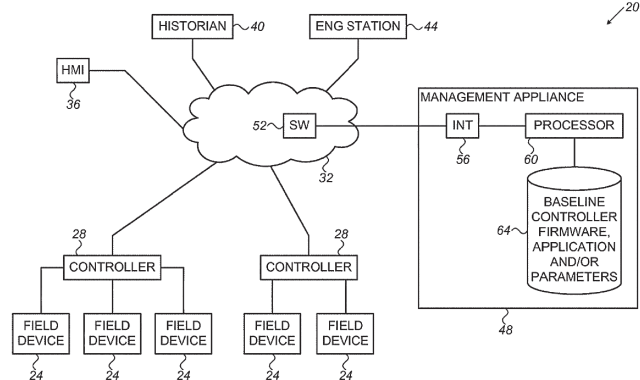 20
HISTORIAN
40
ENG STATION
44
HMI
36
52
SW
32
MANAGEMENT APPLIANCE
INT
56
PROCESSOR
60
64
BASELINE
CONTROLLER
FIRMWARE,
APPLICATION
AND/OR
PARAMETERS
48
28
CONTROLLER
28
CONTROLLER
FIELD
DEVICE
24
FIELD
DEVICE
24
FIELD
DEVICE
24
FIELD
DEVICE
24
FIELD
DEVICE
24